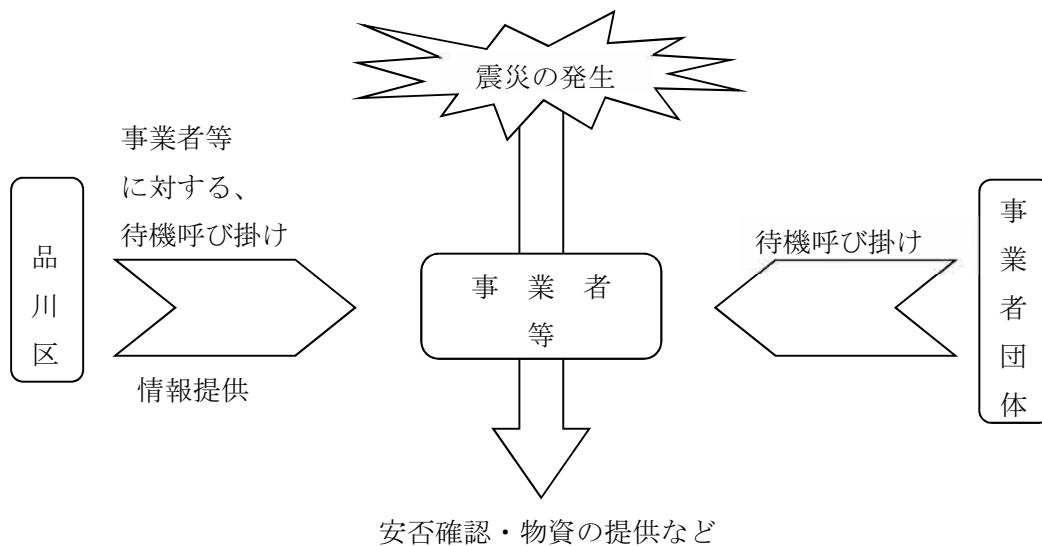 震災の発生
事業者等
に対する、
待機呼び掛け
品川区
情報提供
事業者
等
待機呼び掛け
事業者団体
安否確認・物資の提供など